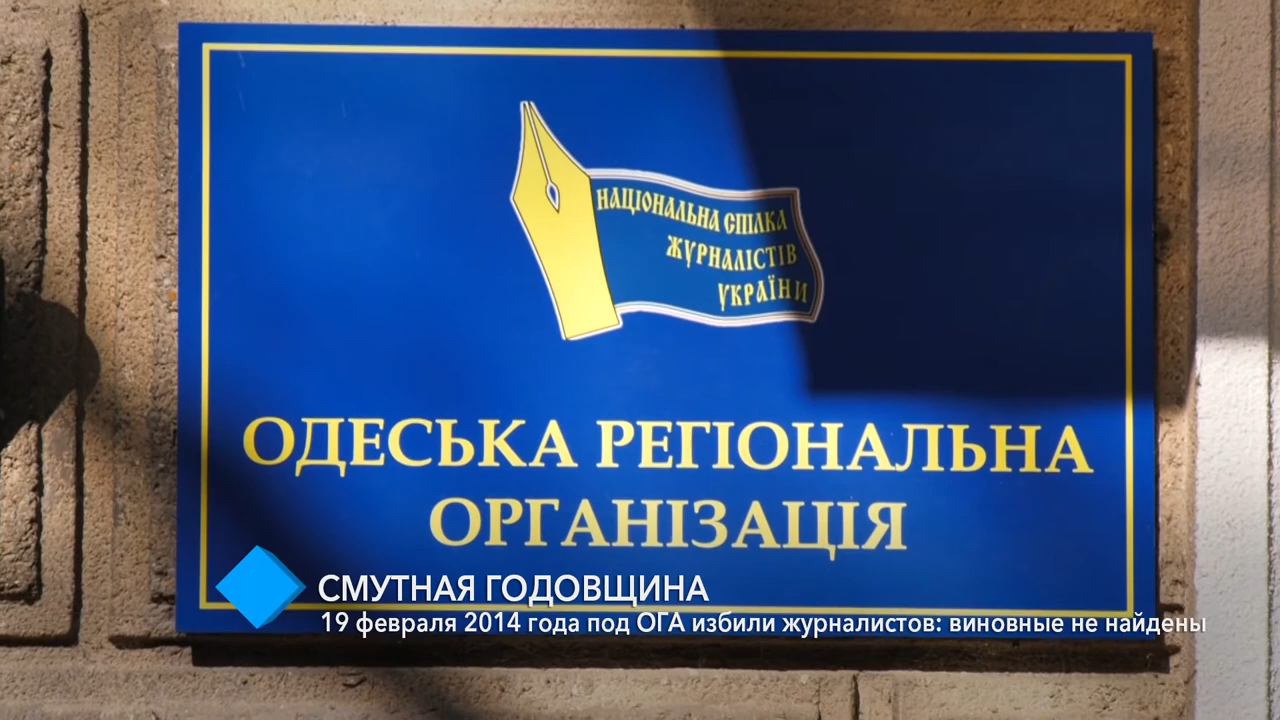 НАЦІОНАЛЬНА СПІЛКА
ЖУРНАЛІСТІВ
УКРАЇНИ
ОДЕСЬКА РЕГІОНАЛЬНА
ОРГАНІЗАЦІЯ
СМУТНАЯ ГОДОВЩИНА
19 февраля 2014 года под ОГА избили журналистов: виновные не найдены